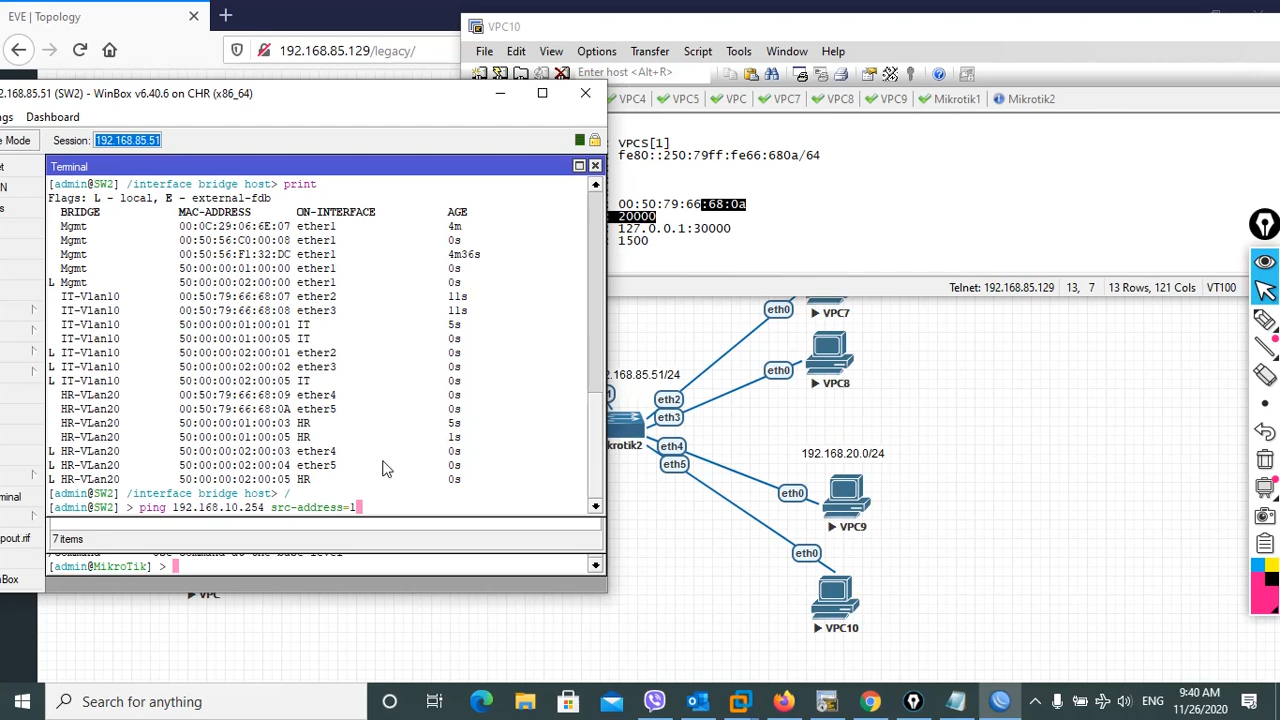 EVE | Topology
192.168.85.129/legacy/
VPC10
File Edit View Options Transfer Script Tools Window Help
Enter host <Alt+R>
VPC4 VPC5 VPC VPC7 VPC8 VPC9 Mikrotik1 Mikrotik2
2.168.85.51 (SW2) - WinBox v6.40.6 on CHR (x86_64)
gs Dashboard
e Mode Session: 192.168.85.51
Terminal
[admin@SW2] /interface bridge host> print
Flags: L - local, E - external-fdb
BRIDGE MAC-ADDRESS ON-INTERFACE AGE
Mgmt 00:0C:29:06:6E:07 ether1 4m
Mgmt 00:50:56:C0:00:08 ether1 0s
Mgmt 00:50:56:F1:32:DC ether1 4m36s
Mgmt 50:00:00:01:00:00 ether1 0s
L Mgmt 50:00:00:02:00:00 ether1 0s
IT-Vlan10 00:50:79:66:68:07 ether2 11s
IT-Vlan10 00:50:79:66:68:08 ether3 11s
IT-Vlan10 50:00:00:01:00:01 IT 5s
IT-Vlan10 50:00:00:01:00:05 IT 0s
L IT-Vlan10 50:00:00:02:00:01 ether2 0s
L IT-Vlan10 50:00:00:02:00:02 ether3 0s
L IT-Vlan10 50:00:00:02:00:05 IT 0s
HR-VLan20 00:50:79:66:68:09 ether4 0s
HR-VLan20 00:50:79:66:68:0A ether5 0s
HR-VLan20 50:00:00:01:00:03 HR 5s
HR-VLan20 50:00:00:01:00:05 HR 1s
L HR-VLan20 50:00:00:02:00:03 ether4 0s
L HR-VLan20 50:00:00:02:00:04 ether5 0s
L HR-VLan20 50:00:00:02:00:05 HR 0s
[admin@SW2] /interface bridge host> /
[admin@SW2] > ping 192.168.10.254 src-address=1
7 items
[admin@MikroTik] >
VPC
et
N
s
minal
pout.rif
Box
VPCS[1]
fe80::250:79ff:fe66:680a/64
00:50:79:66:68:0a
: 20000
: 127.0.0.1:30000
: 1500
Telnet: 192.168.85.129 13, 7 13 Rows, 121 Cols VT100
eth0
VPC7
2.168.85.51/24
eth0
VPC8
1
eth2
eth3
krotik2
eth4
eth5
192.168.20.0/24
eth0
VPC9
eth0
VPC10
Search for anything
ENG
9:40 AM
11/26/2020